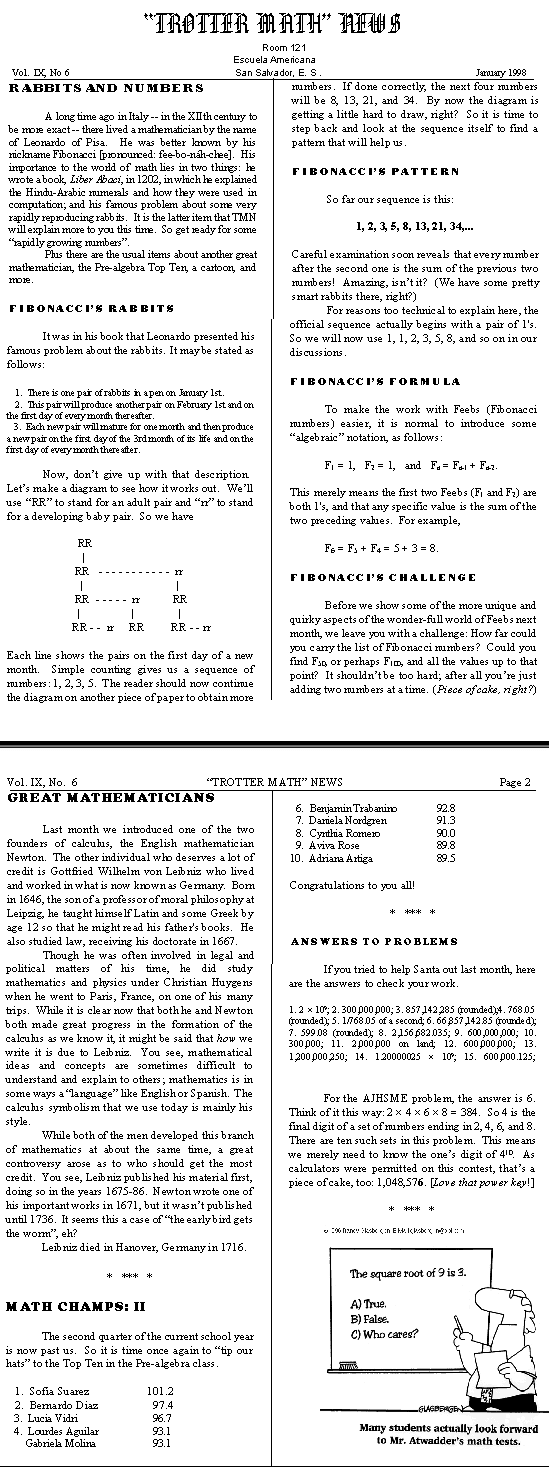 "TROTTER MATH" NEWS
Room 121
Escuela Americana
Vol. IX, No 6 San Salvador, E. S. January 1998
RABBITS AND NUMBERS
A long time ago in Italy -- in the XIIth century to
be more exact -- there lived a mathematician by the name
of Leonardo of Pisa. He was better known by his
nickname Fibonacci [pronounced: fee-bo-náh-chee]. His
importance to the world of math lies in two things: he
wrote a book, Liber Abaci, in 1202, in which he explained
the Hindu-Arabic numerals and how they were used in
computation; and his famous problem about some very
rapidly reproducing rabbits. It is the latter item that TMN
will explain more to you this time. So get ready for some
"rapidly growing numbers".
Plus there are the usual items about another great
mathematician, the Pre-algebra Top Ten, a cartoon, and
more.
FIBONACCI'S RABBITS
It was in his book that Leonardo presented his
famous problem about the rabbits. It may be stated as
follows:
1. There is one pair of rabbits in a pen on January 1st.
2. This pair will produce another pair on February 1st and on
the first day of every month thereafter.
3. Each new pair will mature for one month and then produce
a new pair on the first day of the 3rd month of its life and on the
first day of every month thereafter.
Now, don't give up with that description.
Let's make a diagram to see how it works out. We'll
use "RR" to stand for an adult pair and "rr" to stand
for a developing baby pair. So we have
RR
|
RR - - - - - - - - - - - rr
| |
RR - - - - - rr RR
| | |
RR - - rr RR RR - - rr
Each line shows the pairs on the first day of a new
month. Simple counting gives us a sequence of
numbers: 1, 2, 3, 5. The reader should now continue
the diagram on another piece of paper to obtain more
numbers. If done correctly, the next four numbers
will be 8, 13, 21, and 34. By now the diagram is
getting a little hard to draw, right? So it is time to
step back and look at the sequence itself to find a
pattern that will help us.
FIBONACCI'S PATTERN
So far our sequence is this:
1, 2, 3, 5, 8, 13, 21, 34,...
Careful examination soon reveals that every number
after the second one is the sum of the previous two
numbers! Amazing, isn't it? (We have some pretty
smart rabbits there, right?)
For reasons too technical to explain here, the
official sequence actually begins with a pair of 1's.
So we will now use 1, 1, 2, 3, 5, 8, and so on in our
discussions.
FIBONACCI'S FORMULA
To make the work with Feebs (Fibonacci
numbers) easier, it is normal to introduce some
"algebraic" notation, as follows:
F₁ = 1, F₂ = 1, and Fₙ = Fₙ₋₁ + Fₙ₋₂.
This merely means the first two Feebs (F₁ and F₂) are
both 1's, and that any specific value is the sum of the
two preceding values. For example,
F₆ = F₅ + F₄ = 5 + 3 = 8.
FIBONACCI'S CHALLENGE
Before we show some of the more unique and
quirky aspects of the wonder-full world of Feebs next
month, we leave you with a challenge: How far could
you carry the list of Fibonacci numbers? Could you
find F₅₀, or perhaps F₁₀₀, and all the values up to that
point? It shouldn't be too hard; after all you're just
adding two numbers at a time. (Piece of cake, right?)
Vol. IX, No. 6 "TROTTER MATH" NEWS Page 2
GREAT MATHEMATICIANS
Last month we introduced one of the two
founders of calculus, the English mathematician
Newton. The other individual who deserves a lot of
credit is Gottfried Wilhelm von Leibniz who lived
and worked in what is now known as Germany. Born
in 1646, the son of a professor of moral philosophy at
Leipzig, he taught himself Latin and some Greek by
age 12 so that he might read his father's books. He
also studied law, receiving his doctorate in 1667.
Though he was often involved in legal and
political matters of his time, he did study
mathematics and physics under Christian Huygens
when he went to Paris, France, on one of his many
trips. While it is clear now that both he and Newton
both made great progress in the formation of the
calculus as we know it, it might be said that how we
write it is due to Leibniz. You see, mathematical
ideas and concepts are sometimes difficult to
understand and explain to others; mathematics is in
some ways a "language" like English or Spanish. The
calculus symbolism that we use today is mainly his
style.
While both of the men developed this branch
of mathematics at about the same time, a great
controversy arose as to who should get the most
credit. You see, Leibniz published his material first,
doing so in the years 1675-86. Newton wrote one of
his important works in 1671, but it wasn't published
until 1736. It seems this a case of "the early bird gets
the worm", eh?
Leibniz died in Hanover, Germany in 1716.
* *** *
MATH CHAMPS: II
The second quarter of the current school year
is now past us. So it is time once again to "tip our
hats" to the Top Ten in the Pre-algebra class.
1. Sofía Suarez 101.2
2. Bernardo Diaz 97.4
3. Lucia Vidri 96.7
4. Lourdes Aguilar 93.1
Gabriela Molina 93.1
6. Benjamin Trabanino 92.8
7. Daniela Nordgren 91.3
8. Cynthia Romero 90.0
9. Aviva Rose 89.8
10. Adriana Artiga 89.5
Congratulations to you all!
* *** *
ANSWERS TO PROBLEMS
If you tried to help Santa out last month, here
are the answers to check your work.
1. 2 × 10⁹; 2. 300,000,000; 3. 857,142,285 (rounded); 4. 768.05
(rounded); 5. 1/768.05 of a second; 6. 66,857,142.85 (rounded);
7. 599.08 (rounded); 8. 2,156,682,035; 9. 600,000,000; 10.
300,000; 11. 2,000,000 on land; 12. 600,000,000; 13.
1,200,000,250; 14. 1.20000025 × 10⁹; 15. 600,000.125;
For the AJHSME problem, the answer is 6.
Think of it this way: 2 × 4 × 6 × 8 = 384. So 4 is the
final digit of a set of numbers ending in 2, 4, 6, and 8.
There are ten such sets in this problem. This means
we merely need to know the one's digit of 4¹⁰. As
calculators were permitted on this contest, that's a
piece of cake, too: 1,048,576. [Love that power key!]
* *** *
The square root of 9 is 3.
A) True.
B) False.
C) Who cares?
GLASBERGEN
Many students actually look forward
to Mr. Atwadder's math tests.